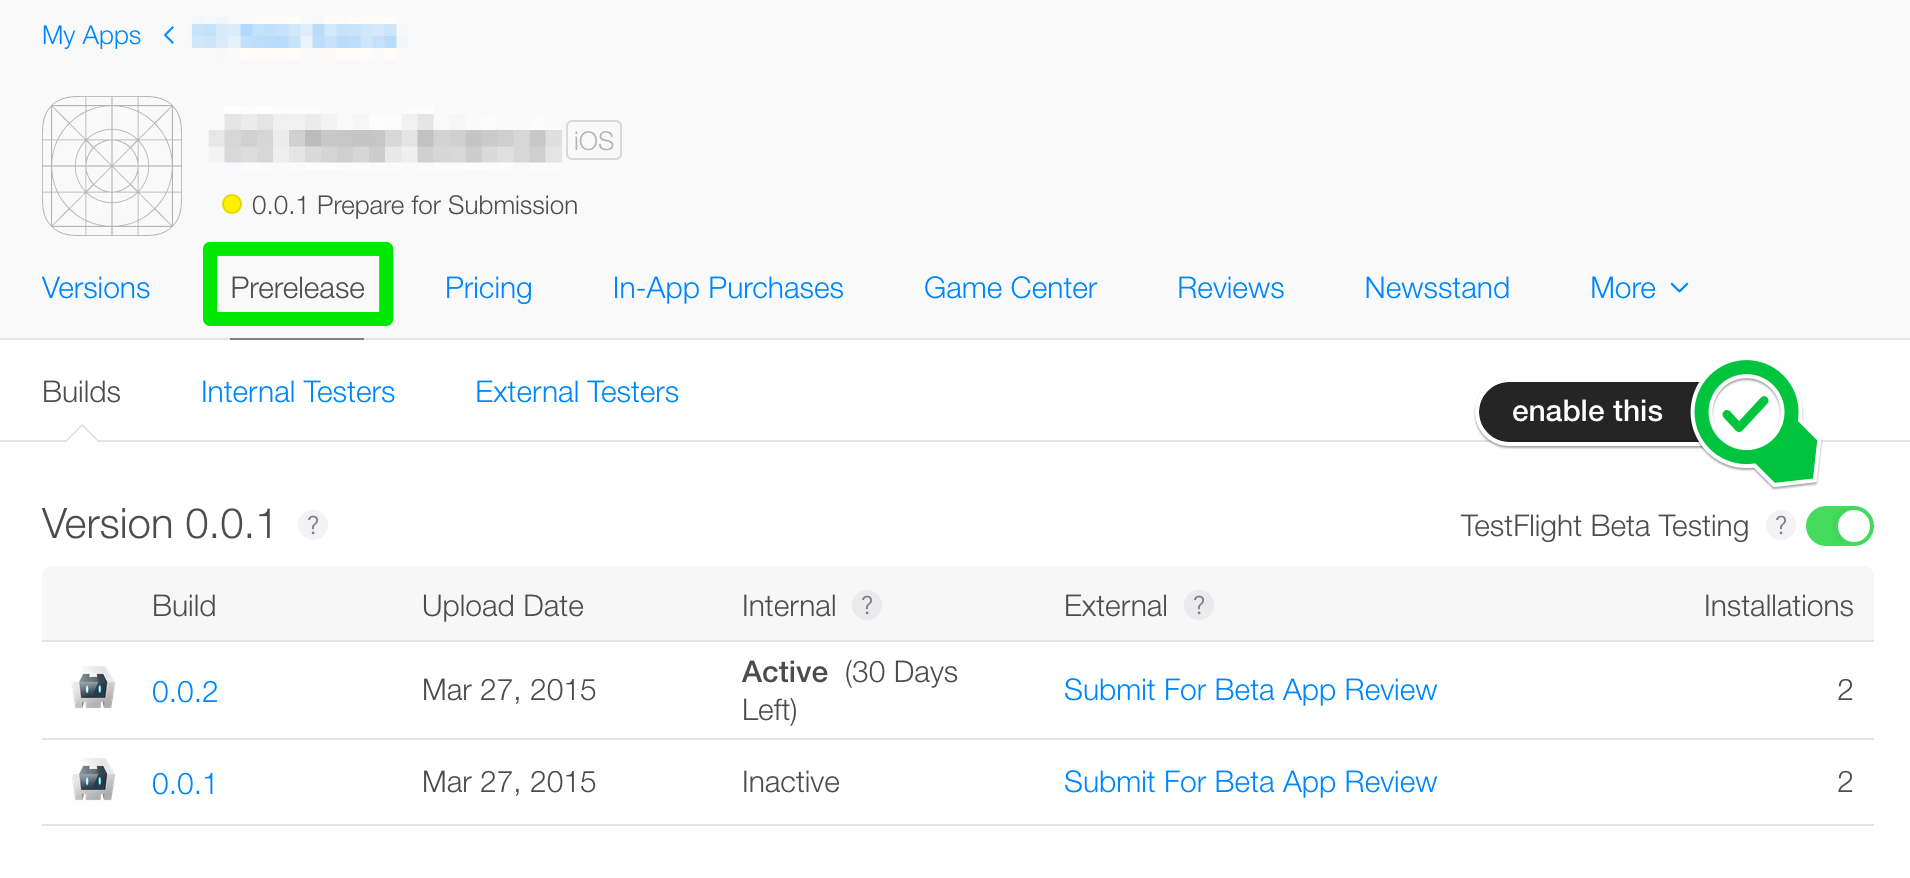 My Apps
iOS
0.0.1 Prepare for Submission
Versions Prerelease Pricing In-App Purchases Game Center Reviews Newsstand More
Builds Internal Testers External Testers
enable this
Version 0.0.1 ?
TestFlight Beta Testing ?
Build Upload Date Internal ? External ? Installations
0.0.2 Mar 27, 2015 Active (30 Days Left) Submit For Beta App Review 2
0.0.1 Mar 27, 2015 Inactive Submit For Beta App Review 2